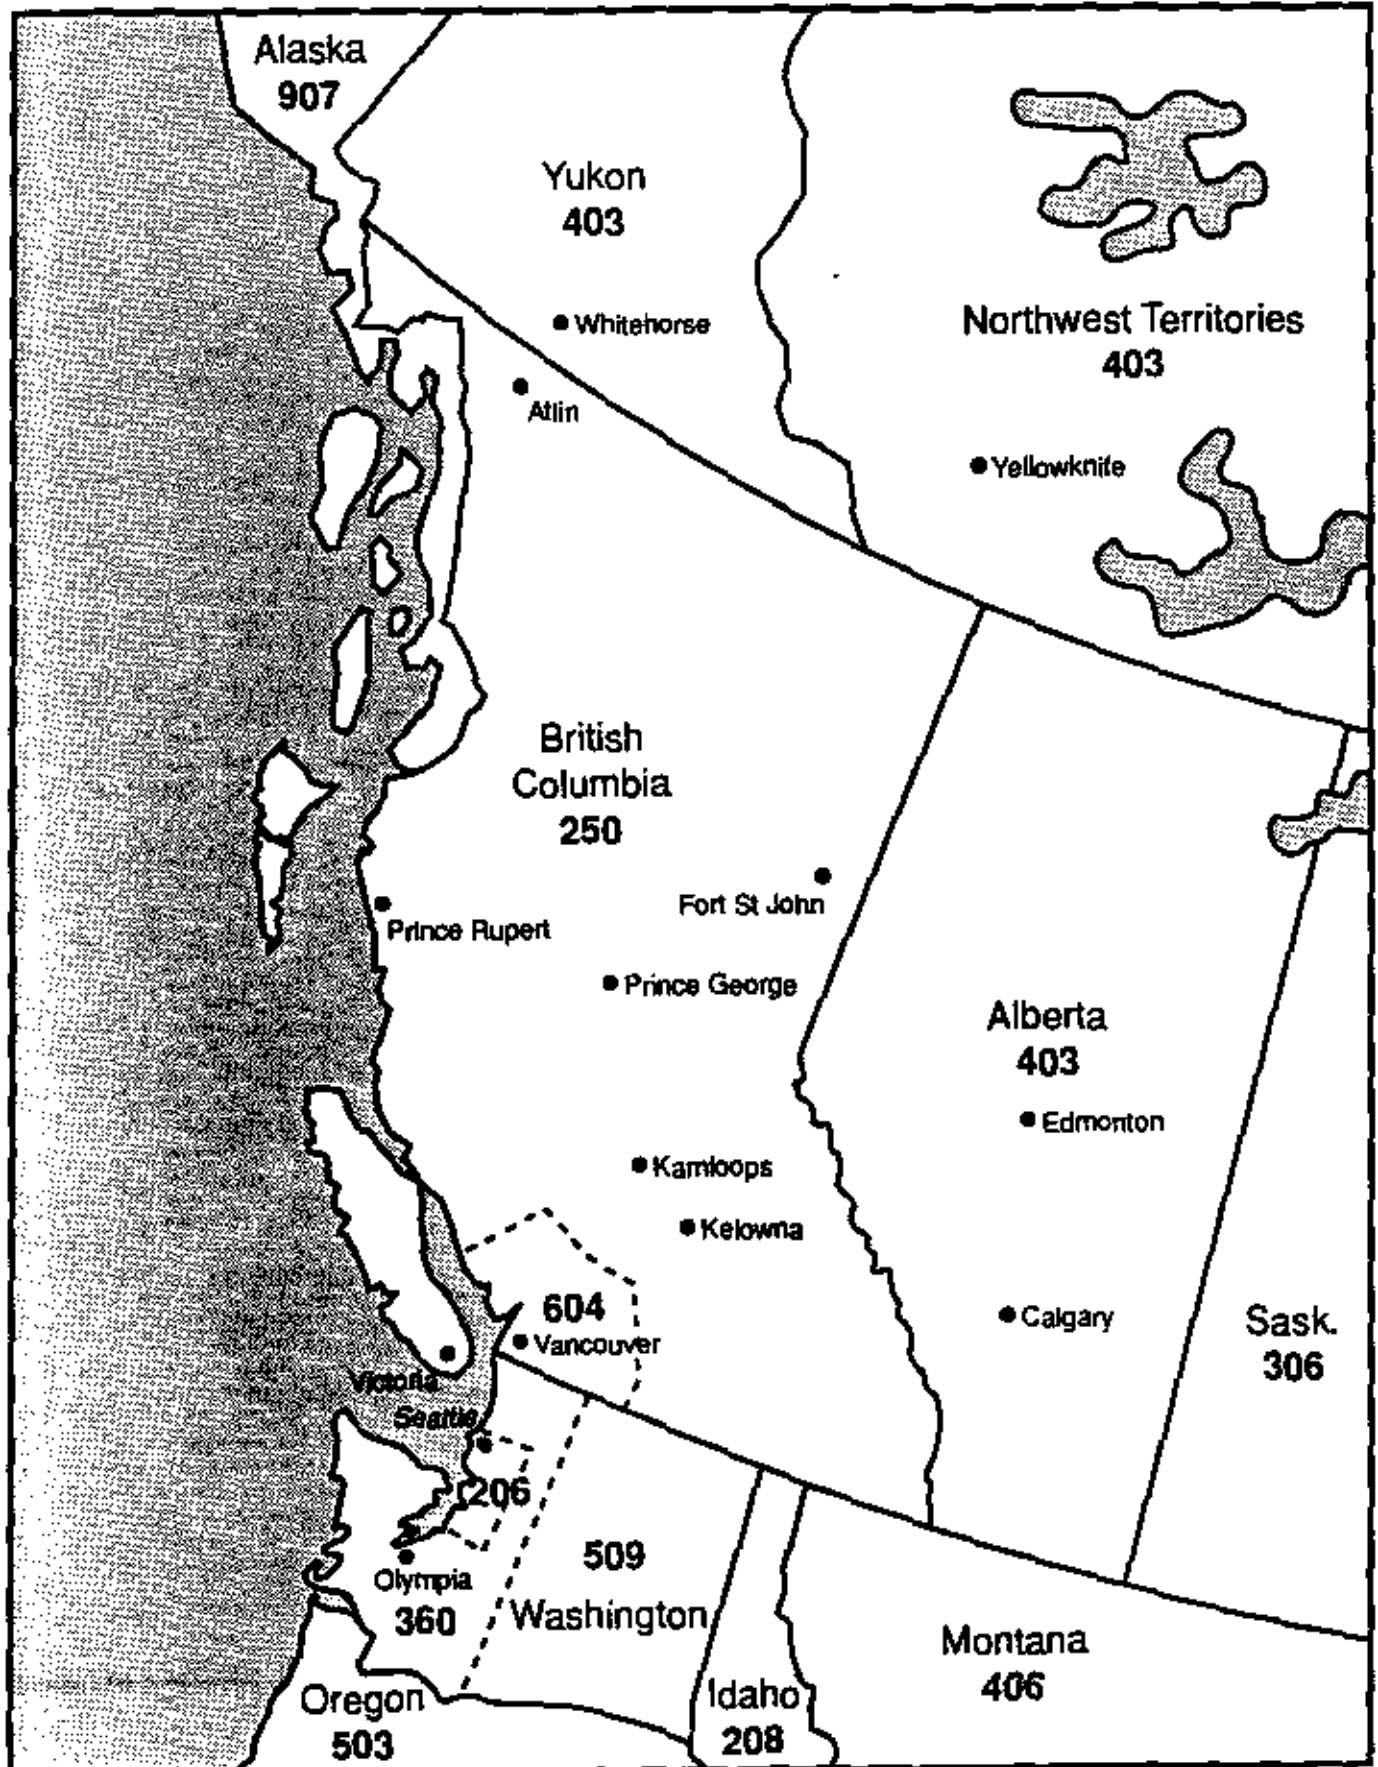 Alaska
907
Yukon
403
Whitehorse
Northwest Territories
403
Atlin
Yellowknife
British
Columbia
250
Fort St John
Prince Rupert
Prince George
Alberta
403
Edmonton
Kamloops
Kelowna
604
Vancouver
Calgary
Sask.
306
Victoria
Seattle
206
509
Washington
Olympia
360
Montana
406
Oregon
503
Idaho
208